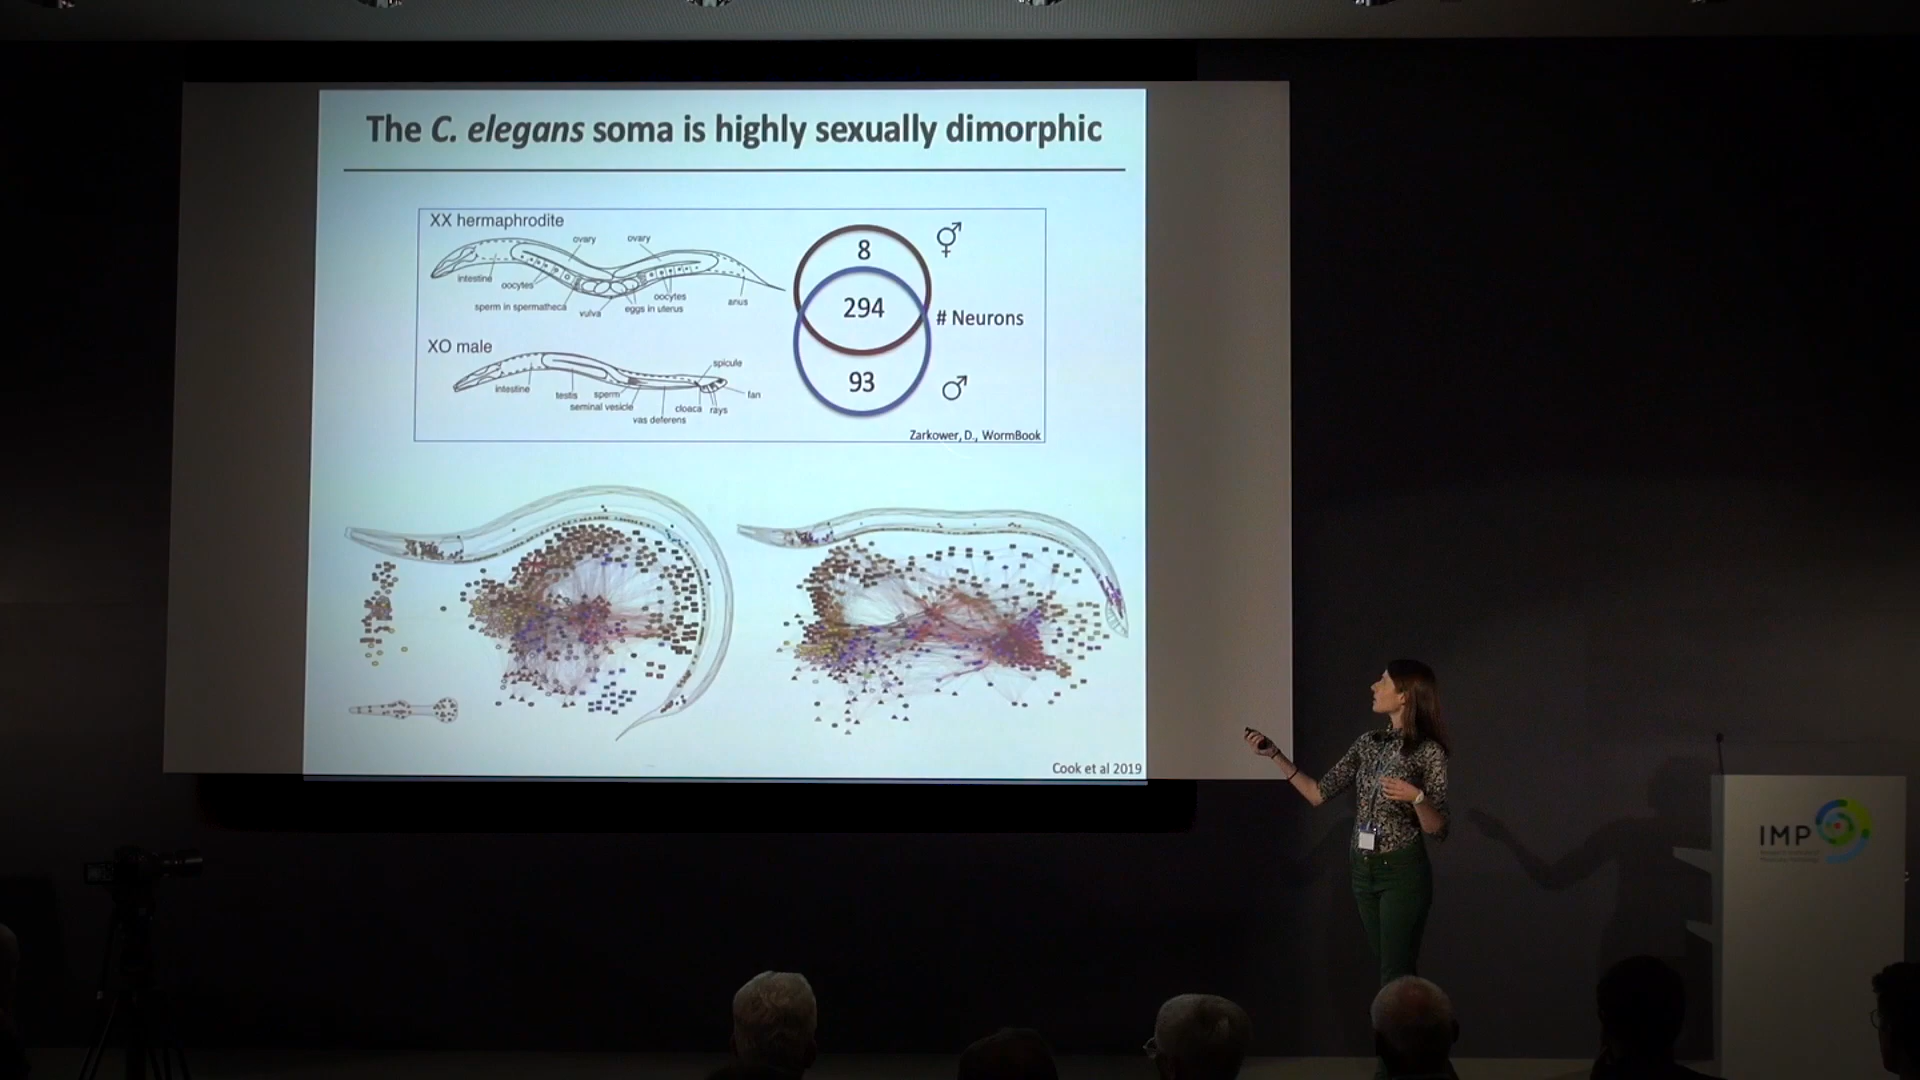 The C. elegans soma is highly sexually dimorphic
XX hermaphrodite
ovary
ovary
intestine
oocytes
sperm in spermatheca
vulva
eggs in uterus
oocytes
anus
8
⚥
294
# Neurons
93
♂
XO male
spicule
intestine
testis
sperm
seminal vesicle
vas deferens
cloaca
rays
fan
Zarkower, D., WormBook
Cook et al 2019
IMP